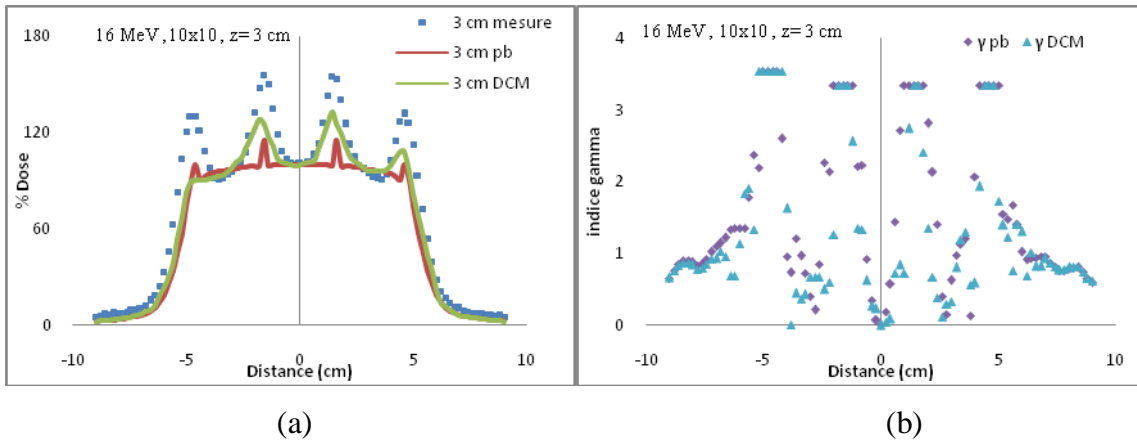 16 MeV, 10x10, z= 3 cm
3 cm mesure
3 cm pb
3 cm DCM
180
120
60
0
% Dose
-10
-5
0
5
10
Distance (cm)
(a)
16 MeV, 10x10, z= 3 cm
γ pb
γ DCM
4
3
2
1
0
indice gamma
-10
-5
0
5
10
Distance (cm)
(b)